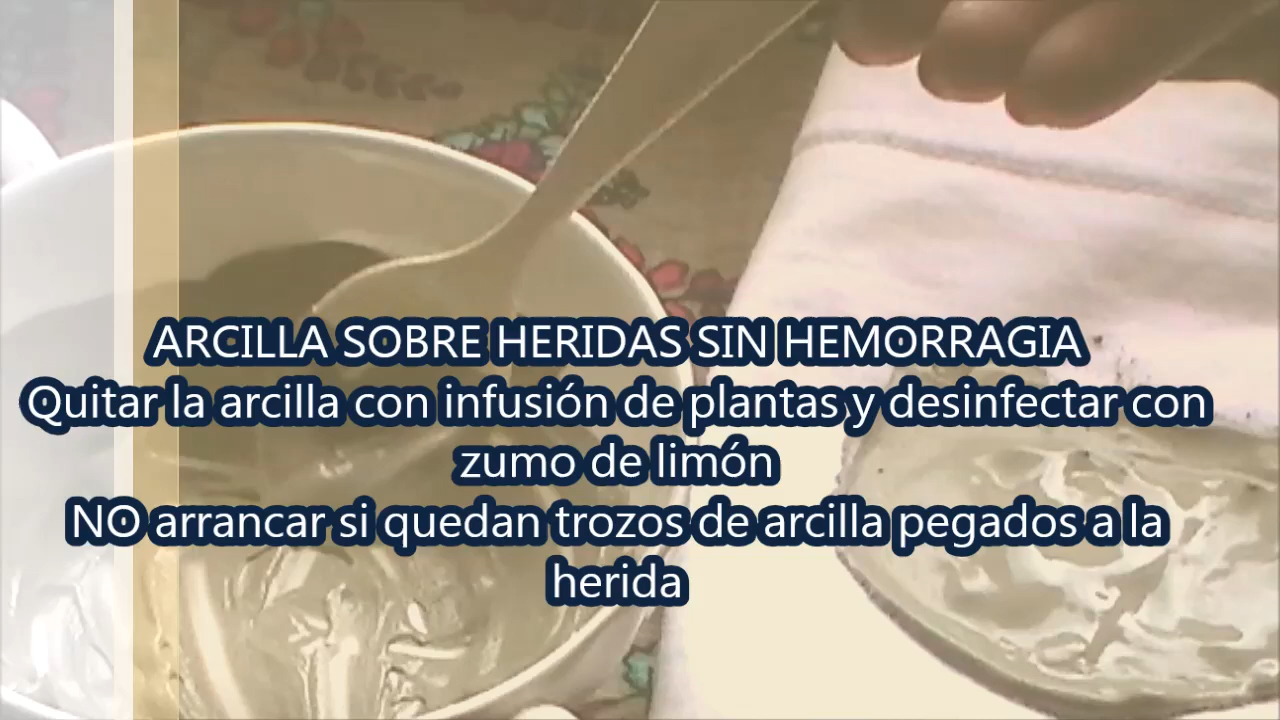 ARCILLA SOBRE HERIDAS SIN HEMORRAGIA
Quitar la arcilla con infusión de plantas y desinfectar con
zumo de limón
NO arrancar si quedan trozos de arcilla pegados a la
herida